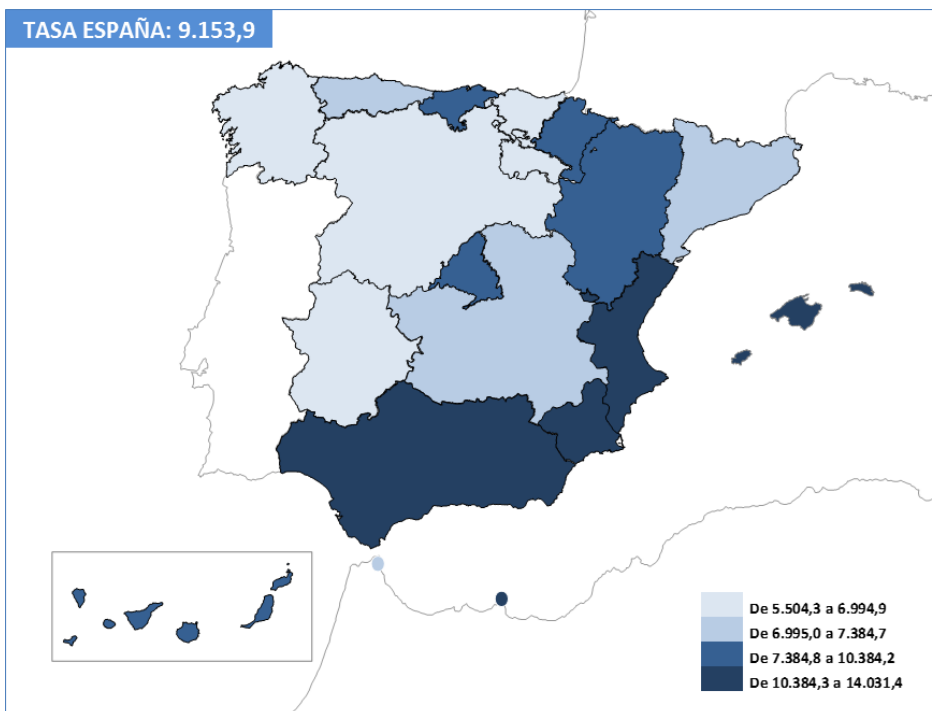 TASA ESPAÑA: 9.153,9
De 5.504,3 a 6.994,9
De 6.995,0 a 7.384,7
De 7.384,8 a 10.384,2
De 10.384,3 a 14.031,4